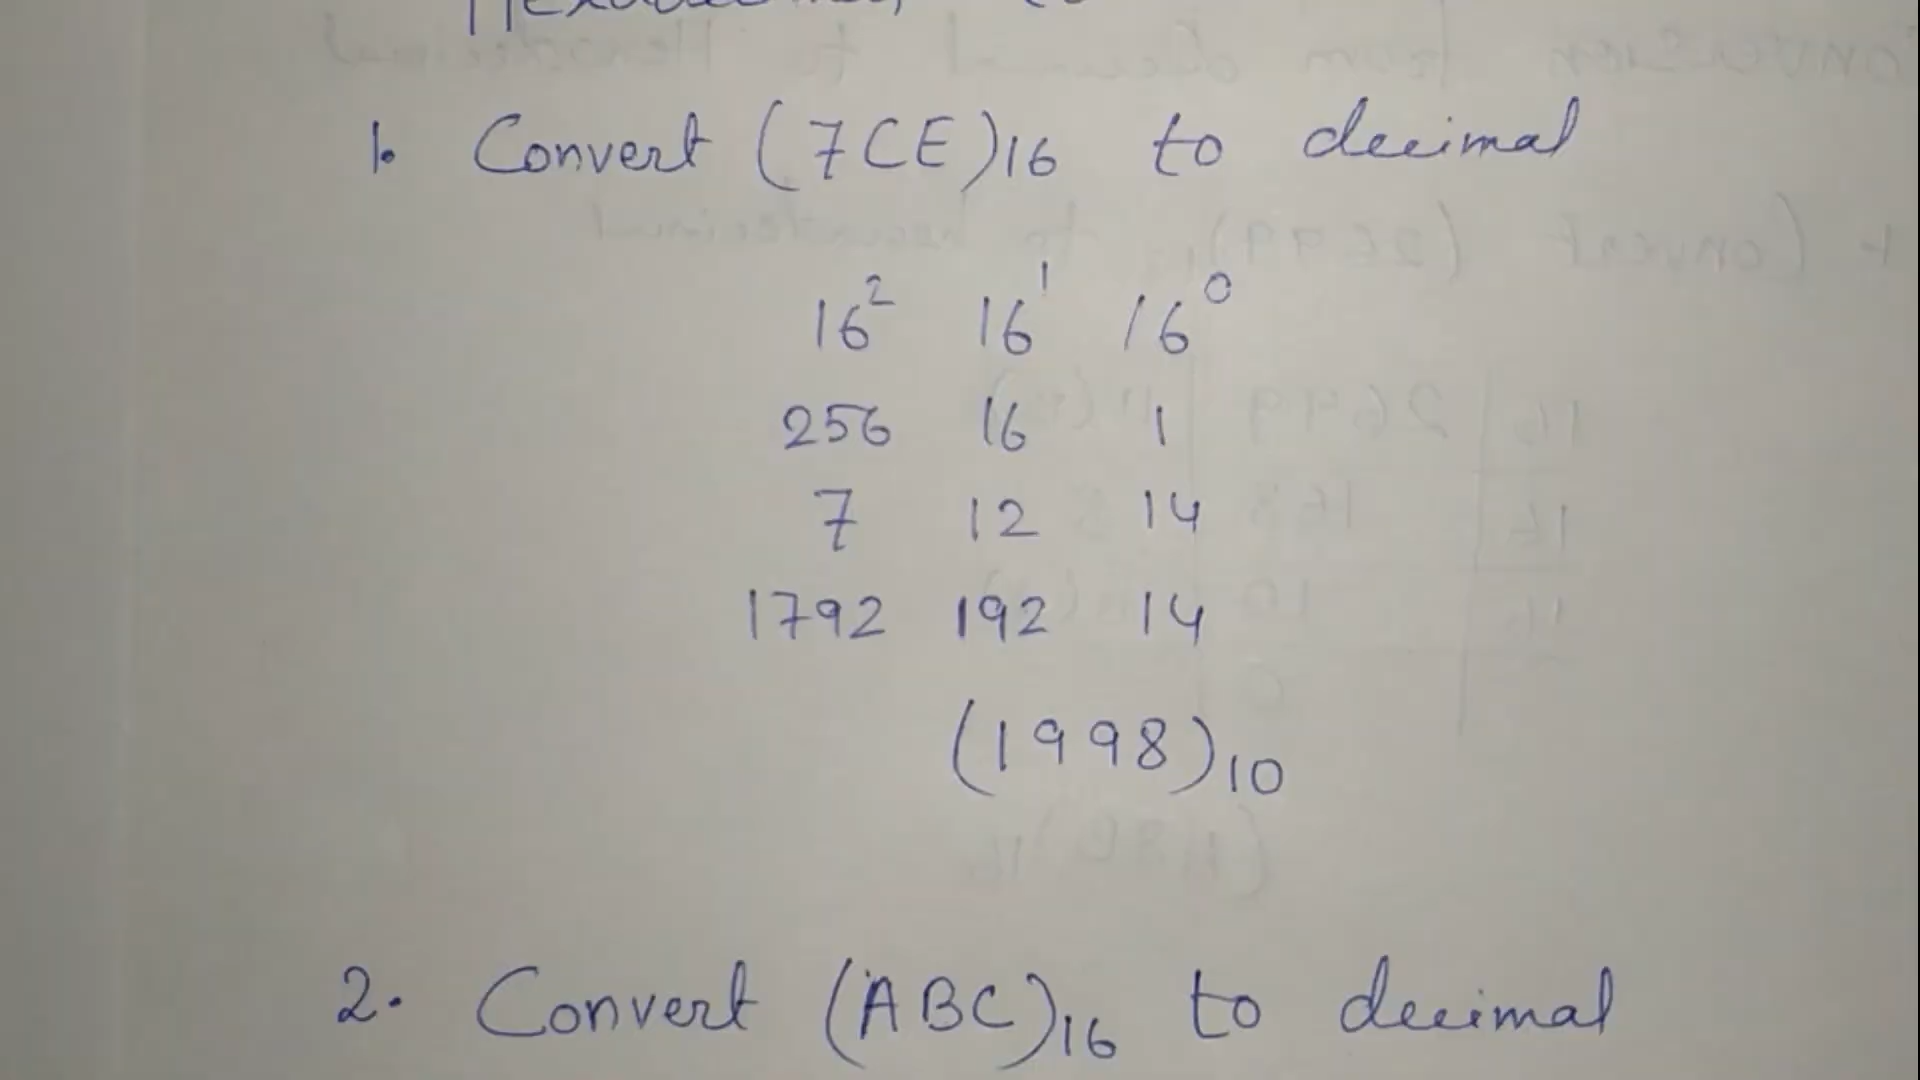 1. Convert (7CE)16 to decimal
16² 16¹ 16⁰
256 16 1
7 12 14
1792 192 14
(1998)10
2. Convert (ABC)16 to decimal